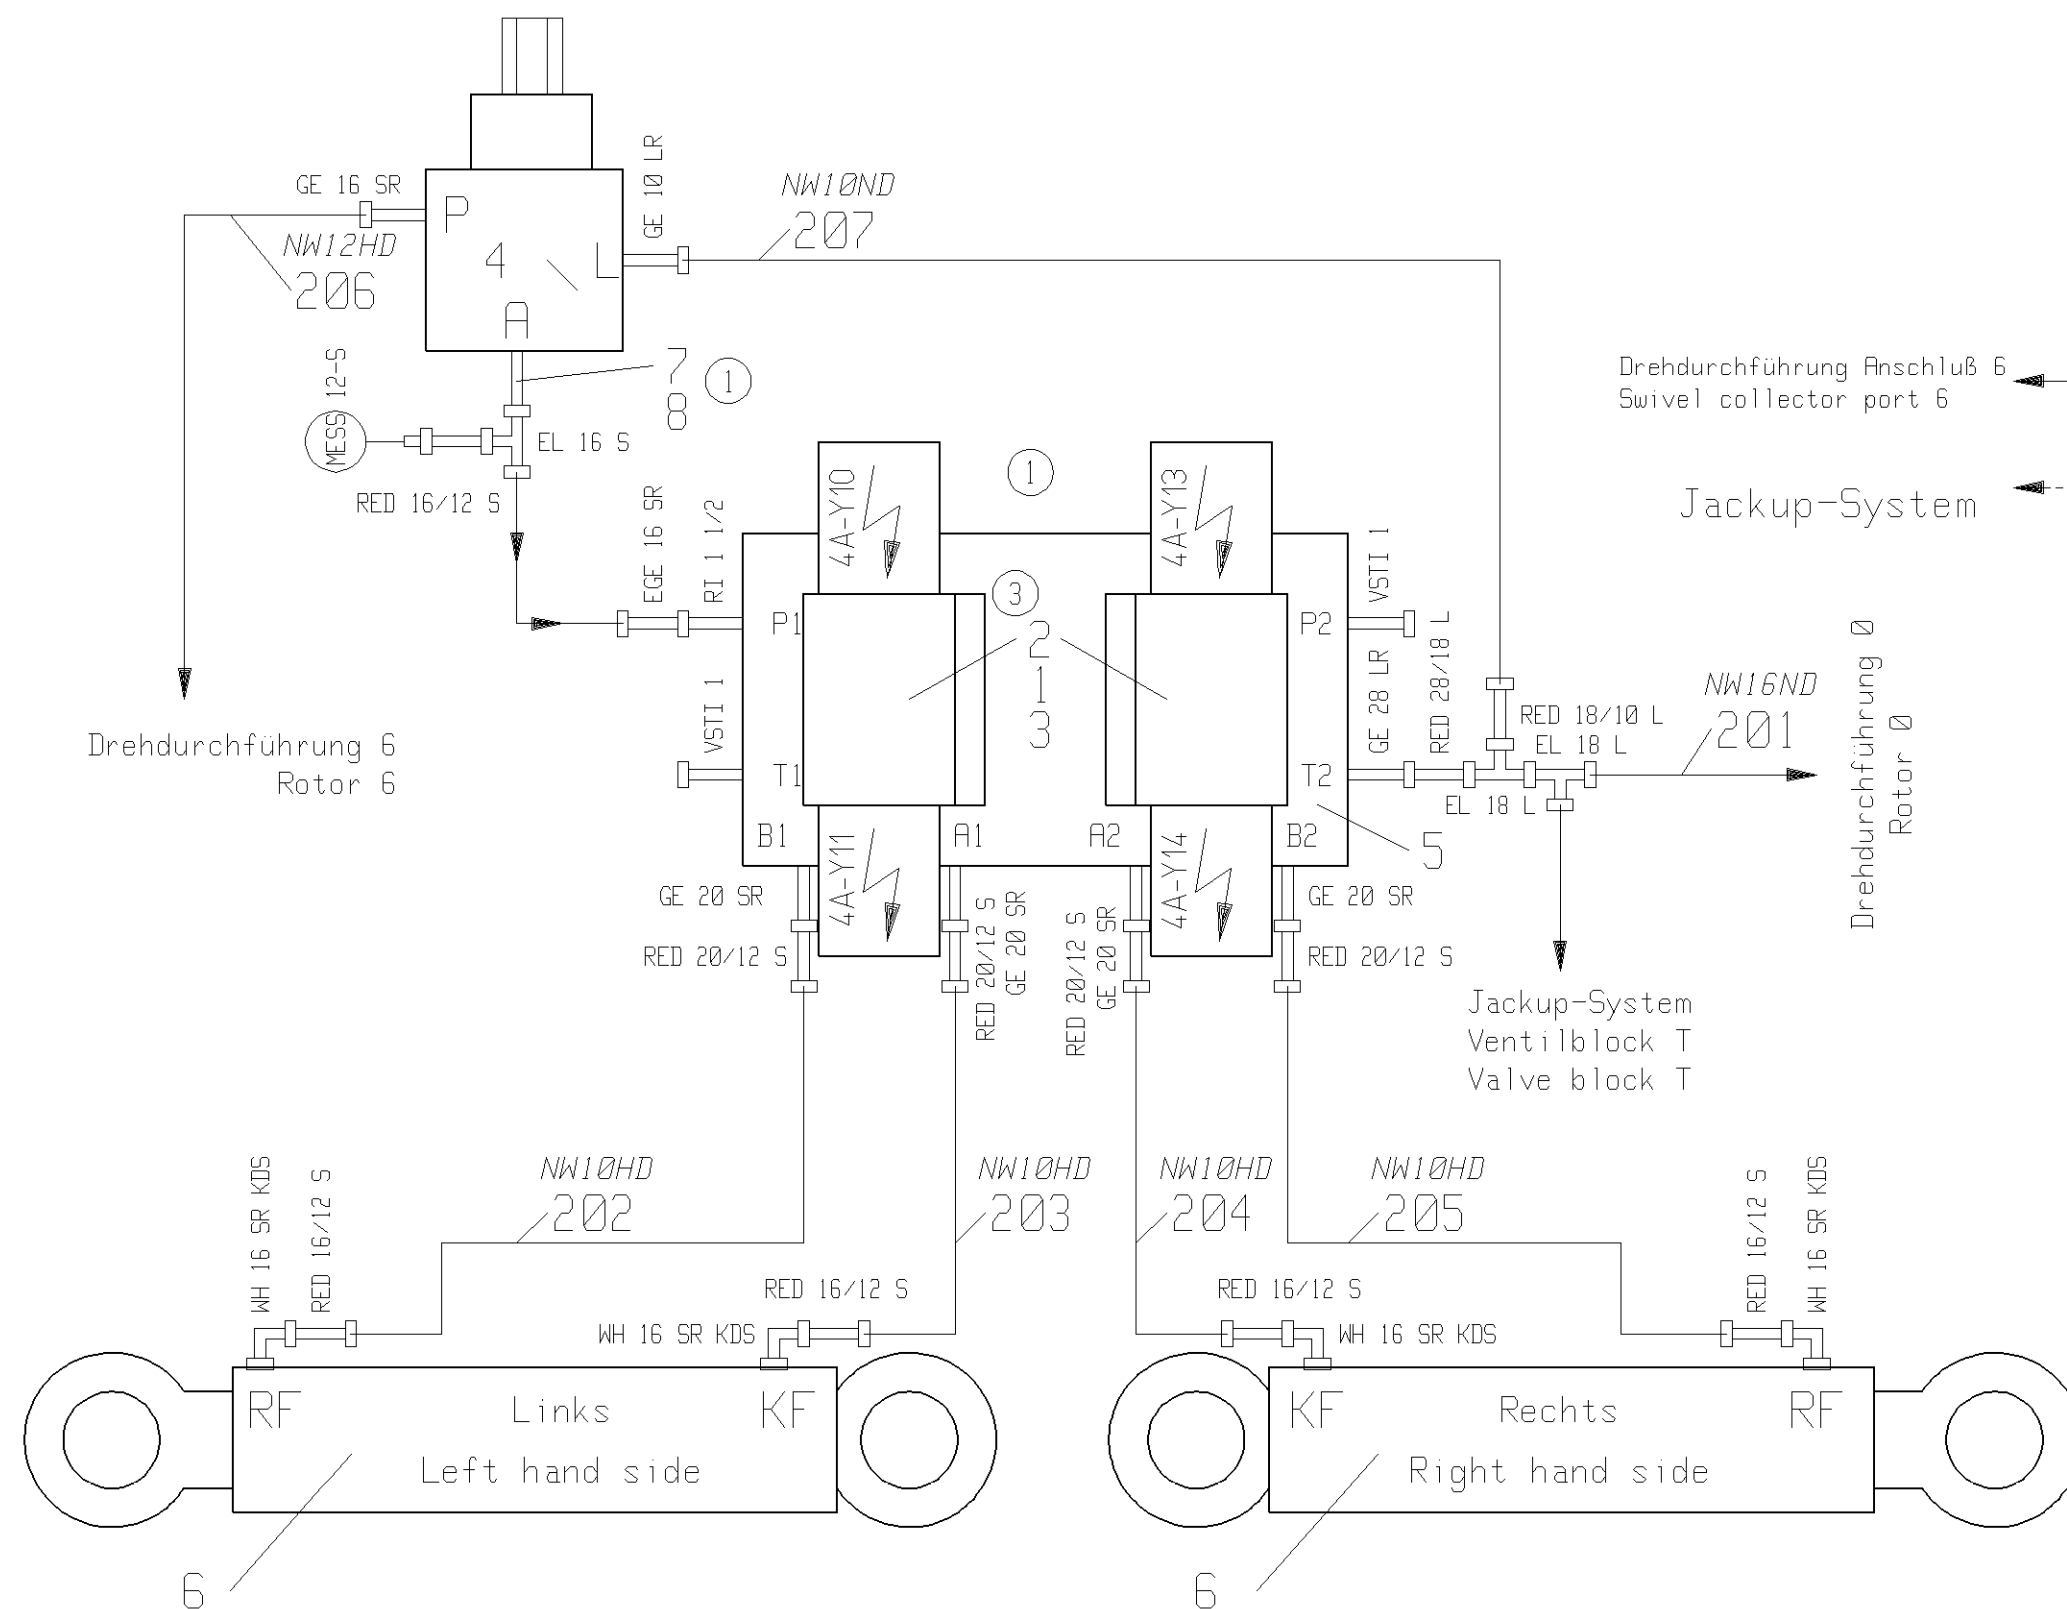 GE 16 SR
P
NW12HD
206
4
L
A
GE 10 LR
NW10ND
207
MESS 12-S
7
8
1
EL 16 S
RED 16/12 S
Drehdurchführung Anschluß 6
Swivel collector port 6
Jackup-System
Drehdurchführung 6
Rotor 6
EGE 16 SR
RI 1 1/2
VSTI 1
4A-Y10
1
4A-Y13
3
2
1
3
P1
T1
B1
A1
P2
T2
A2
B2
4A-Y11
4A-Y14
5
VSTI 1
GE 28 LR
RED 28/18 L
RED 18/10 L
EL 18 L
EL 18 L
NW16ND
201
Drehdurchführung 0
Rotor 0
GE 20 SR
RED 20/12 S
RED 20/12 S
GE 20 SR
RED 20/12 S
GE 20 SR
GE 20 SR
RED 20/12 S
Jackup-System
Ventilblock T
Valve block T
WH 16 SR KDS
RED 16/12 S
NW10HD
202
NW10HD
203
NW10HD
204
NW10HD
205
RED 16/12 S
WH 16 SR KDS
RED 16/12 S
WH 16 SR KDS
RED 16/12 S
WH 16 SR KDS
RF
Links
KF
Left hand side
KF
Rechts
RF
Right hand side
6
6